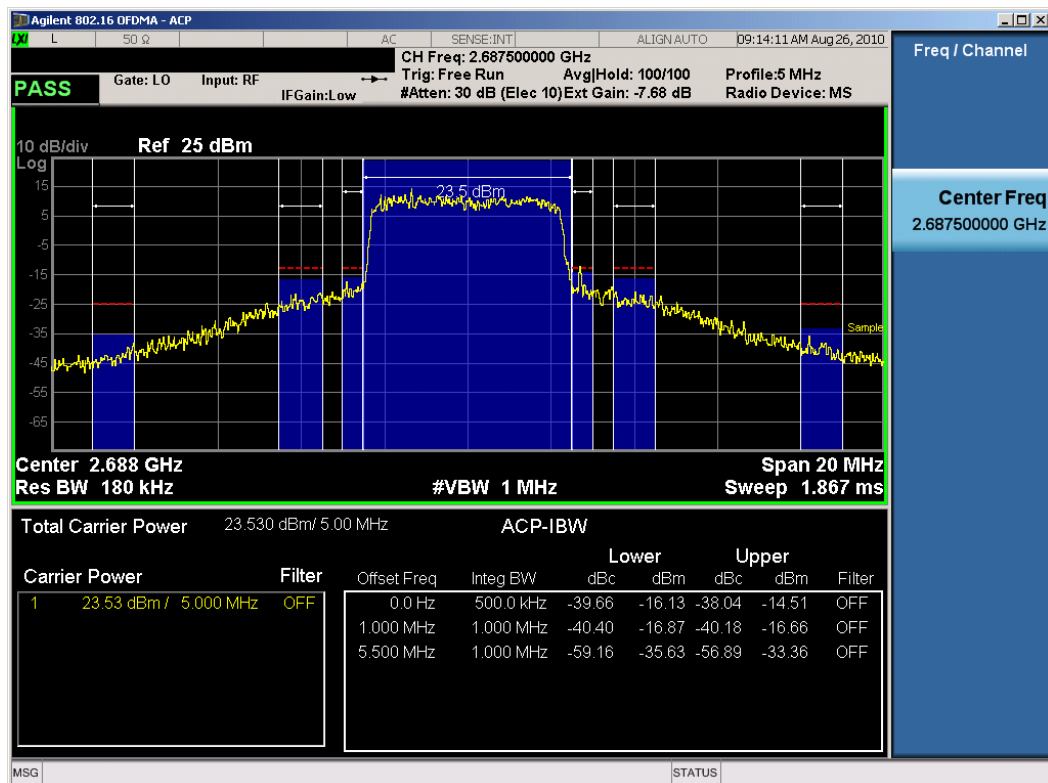 Agilent 802.16 OFDMA - ACP
LXI L 50 Ω AC SENSE:INT ALIGN AUTO 09:14:11 AM Aug 26, 2010
CH Freq: 2.687500000 GHz
Gate: LO Input: RF Trig: Free Run Avg|Hold: 100/100 Profile:5 MHz
PASS IFGain:Low #Atten: 30 dB (Elec 10) Ext Gain: -7.68 dB Radio Device: MS
Freq / Channel
Center Freq
2.687500000 GHz
10 dB/div Ref 25 dBm
Log
15
23.5 dBm
5
-5
-15
-25
Sample
-35
-45
-55
-65
Center 2.688 GHz Span 20 MHz
Res BW 180 kHz #VBW 1 MHz Sweep 1.867 ms
Total Carrier Power 23.530 dBm/ 5.00 MHz ACP-IBW
Lower Upper
Carrier Power Filter Offset Freq Integ BW dBc dBm dBc dBm Filter
1 23.53 dBm / 5.000 MHz OFF 0.0 Hz 500.0 kHz -39.66 -16.13 -38.04 -14.51 OFF
1.000 MHz 1.000 MHz -40.40 -16.87 -40.18 -16.66 OFF
5.500 MHz 1.000 MHz -59.16 -35.63 -56.89 -33.36 OFF
MSG STATUS